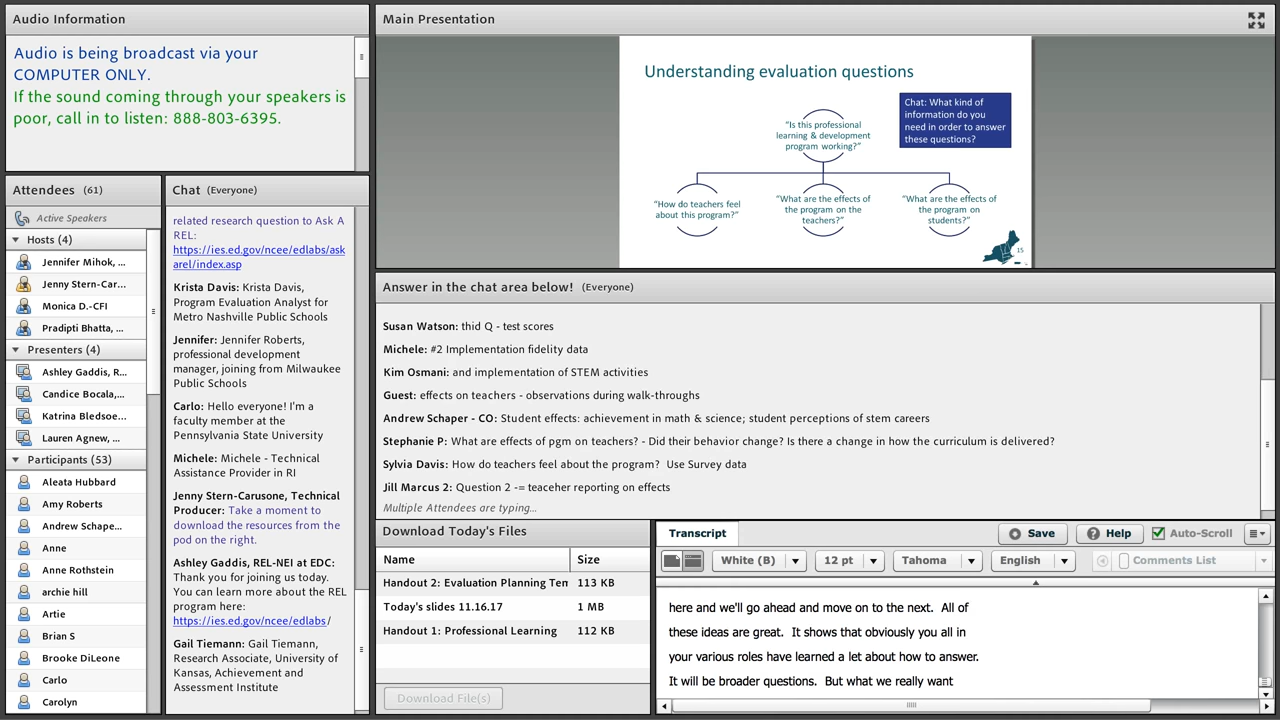 Audio Information
Audio is being broadcast via your
COMPUTER ONLY.
If the sound coming through your speakers is
poor, call in to listen: 888-803-6395.
Attendees (61)
Active Speakers
Hosts (4)
Jennifer Mihok, ...
Jenny Stern-Car...
Monica D.-CFI
Pradipti Bhatta, ...
Presenters (4)
Ashley Gaddis, R...
Candice Bocala,...
Katrina Bledsoe...
Lauren Agnew, ...
Participants (53)
Aleata Hubbard
Amy Roberts
Andrew Schape...
Anne
Anne Rothstein
archie hill
Artie
Brian S
Brooke DiLeone
Carlo
Carolyn
Chat (Everyone)
related research question to Ask A
REL:
https://ies.ed.gov/ncee/edlabs/ask
arel/index.asp
Krista Davis: Krista Davis,
Program Evaluation Analyst for
Metro Nashville Public Schools
Jennifer: Jennifer Roberts,
professional development
manager, joining from Milwaukee
Public Schools
Carlo: Hello everyone! I'm a
faculty member at the
Pennsylvania State University
Michele: Michele - Technical
Assistance Provider in RI
Jenny Stern-Carusone, Technical
Producer: Take a moment to
download the resources from the
pod on the right.
Ashley Gaddis, REL-NEI at EDC:
Thank you for joining us today.
You can learn more about the REL
program here:
https://ies.ed.gov/ncee/edlabs/
Gail Tiemann: Gail Tiemann,
Research Associate, University of
Kansas, Achievement and
Assessment Institute
Main Presentation
Understanding evaluation questions
Chat: What kind of
information do you
need in order to answer
these questions?
“Is this professional
learning & development
program working?”
“How do teachers feel
about this program?”
“What are the effects of
the program on the
teachers?”
“What are the effects of
the program on
students?”
15
Answer in the chat area below! (Everyone)
Susan Watson: thid Q - test scores
Michele: #2 Implementation fidelity data
Kim Osmani: and implementation of STEM activities
Guest: effects on teachers - observations during walk-throughs
Andrew Schaper - CO: Student effects: achievement in math & science; student perceptions of stem careers
Stephanie P: What are effects of pgm on teachers? - Did their behavior change? Is there a change in how the curriculum is delivered?
Sylvia Davis: How do teachers feel about the program?  Use Survey data
Jill Marcus 2: Question 2 -= teaceher reporting on effects
Multiple Attendees are typing...
Download Today's Files
Name Size
Handout 2: Evaluation Planning Tem 113 KB
Today's slides 11.16.17 1 MB
Handout 1: Professional Learning 112 KB
Download File(s)
Transcript Save Help Auto-Scroll
White (B) 12 pt Tahoma English Comments List
here and we'll go ahead and move on to the next.  All of
these ideas are great.  It shows that obviously you all in
your various roles have learned a let about how to answer.
It will be broader questions.  But what we really want